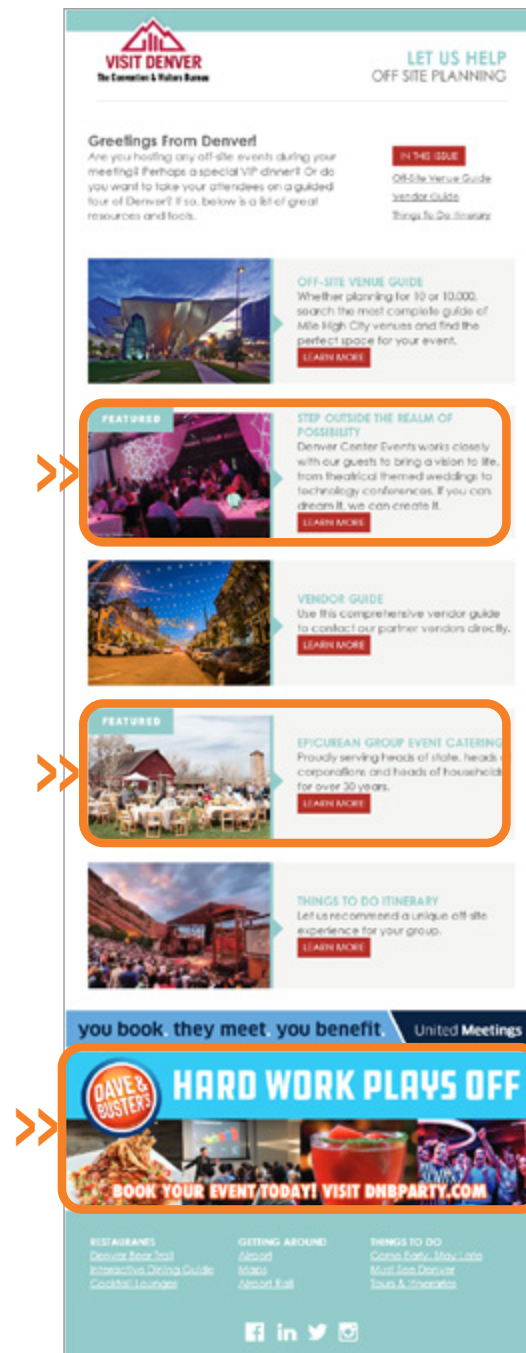 VISIT DENVER
The Convention & Visitors Bureau
LET US HELP
OFF SITE PLANNING
Greetings From Denver!
Are you hosting any off-site events during your
meeting? Perhaps a special VIP dinner? Or do
you want to take your attendees on a guided
tour of Denver? If so, below is a list of great
resources and tools.
IN THIS ISSUE
Off-Site Venue Guide
Vendor Guide
Things To Do Itinerary
OFF-SITE VENUE GUIDE
Whether planning for 10 or 10,000,
search the most complete guide of
Mile High City venues and find the
perfect space for your event.
LEARN MORE
FEATURED
STEP OUTSIDE THE REALM OF
POSSIBILITY
Denver Center Events works closely
with our guests to bring a vision to life,
from theatrical themed weddings to
technology conferences. If you can
dream it, we can create it.
LEARN MORE
VENDOR GUIDE
Use this comprehensive vendor guide
to contact our partner vendors directly.
LEARN MORE
FEATURED
EPICUREAN GROUP EVENT CATERING
Proudly serving heads of state, heads
corporations and heads of households
for over 30 years.
LEARN MORE
THINGS TO DO ITINERARY
Let us recommend a unique off-site
experience for your group.
LEARN MORE
you book. they meet. you benefit.
United Meetings
DAVE &
BUSTER'S
HARD WORK PLAYS OFF
BOOK YOUR EVENT TODAY! VISIT DNBPARTY.COM
RESTAURANTS
Denver Beer Trail
Interactive Dining Guide
Cocktail Lounges
GETTING AROUND
Airport
Maps
Airport Rail
THINGS TO DO
Come Early, Stay Late
Must See Denver
Tours & Itineraries